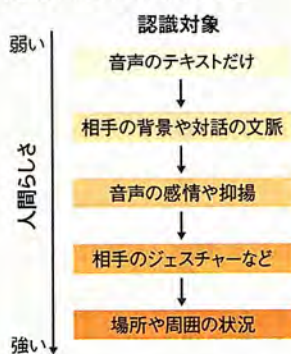 認識対象
弱い
音声のテキストだけ
相手の背景や対話の文脈
人間らしさ
音声の感情や抑揚
相手のジェスチャーなど
場所や周囲の状況
強い